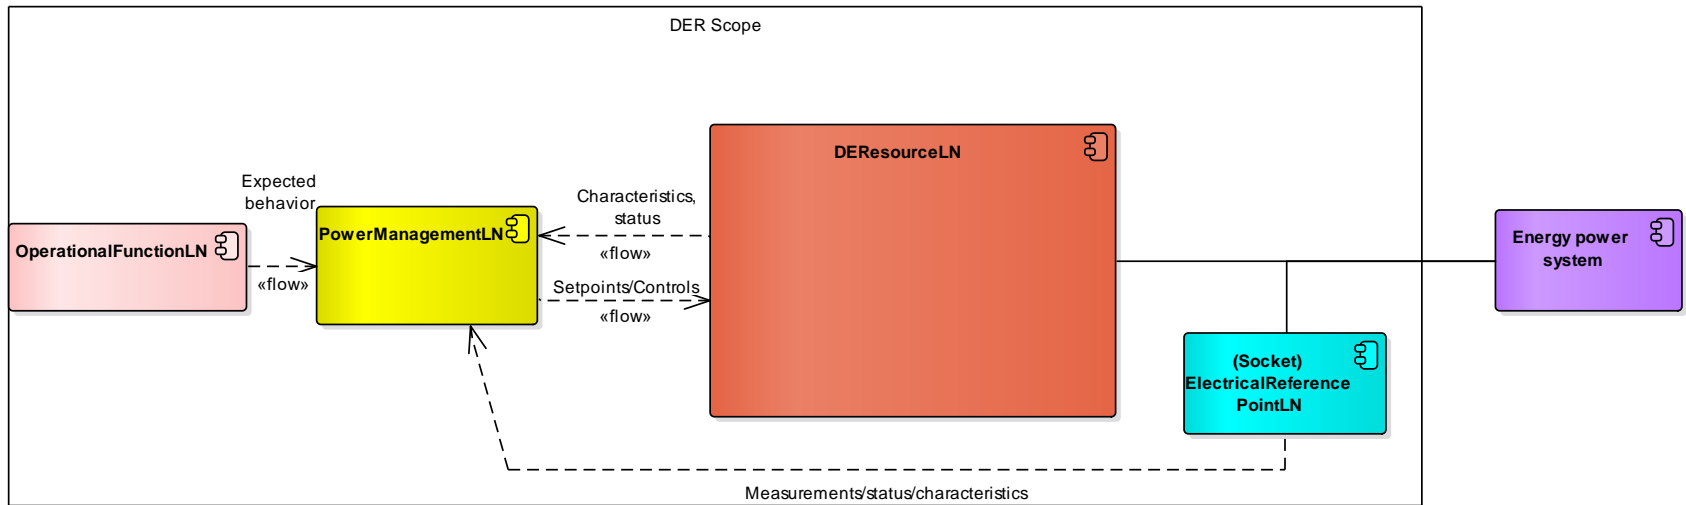 DER Scope
OperationalFunctionLN
Expected
behavior
«flow»
PowerManagementLN
Characteristics,
status
«flow»
Setpoints/Controls
«flow»
DEResourceLN
Energy power
system
(Socket)
ElectricalReference
PointLN
Measurements/status/characteristics